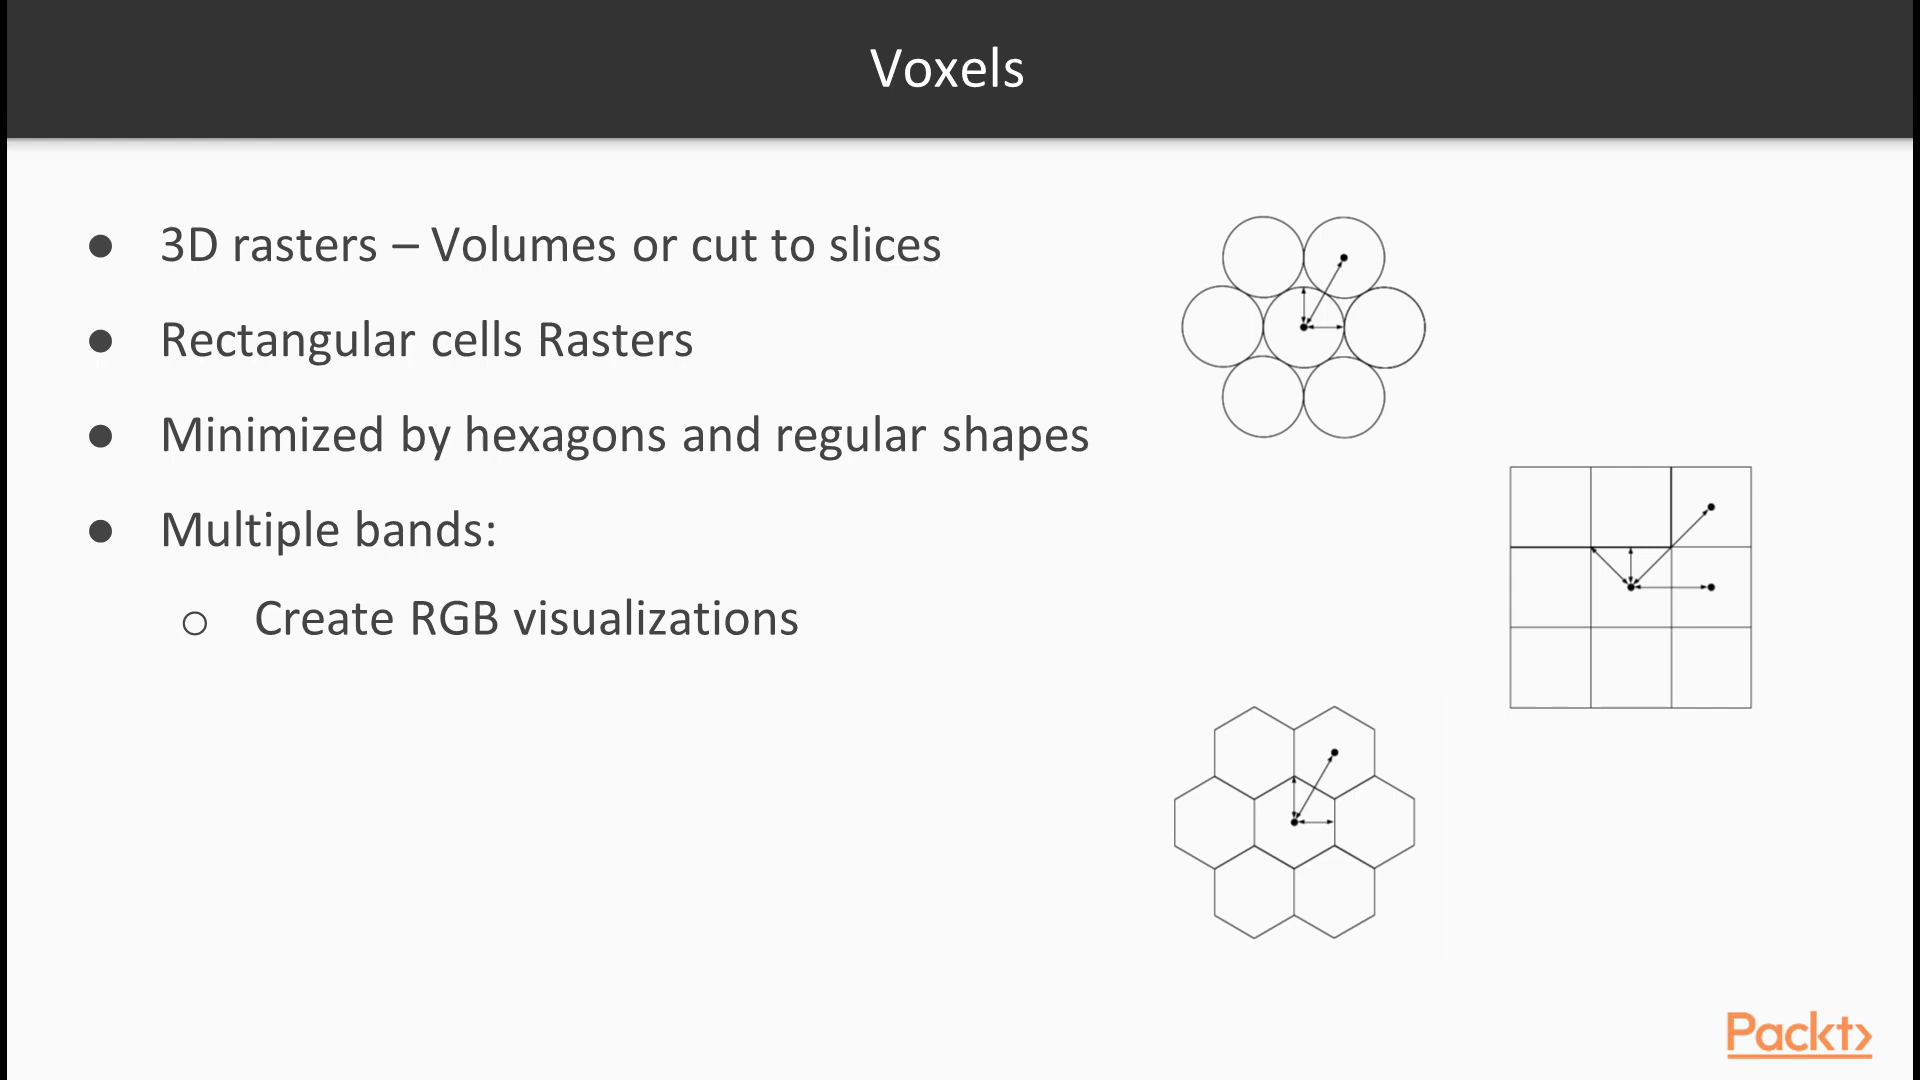 Voxels
● 3D rasters – Volumes or cut to slices
● Rectangular cells Rasters
● Minimized by hexagons and regular shapes
● Multiple bands:
○ Create RGB visualizations
Packt>